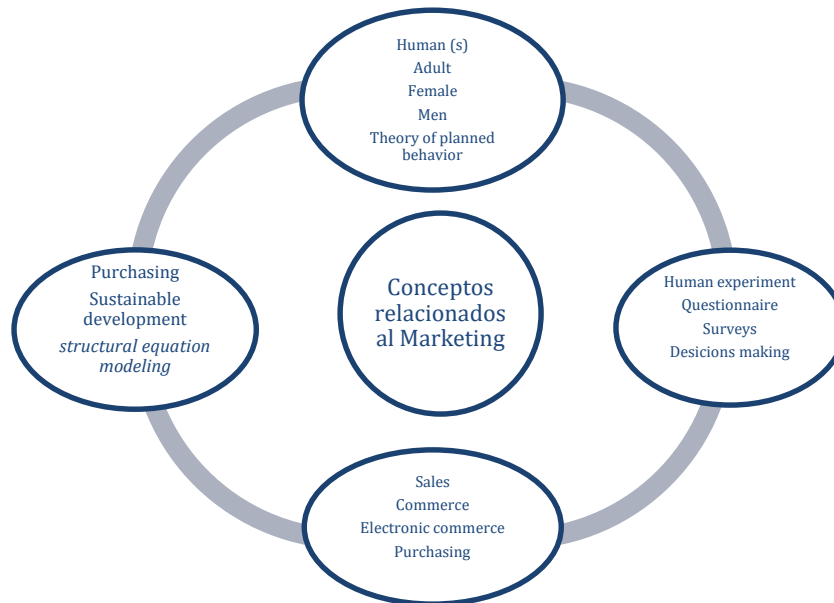 Human (s)
Adult
Female
Men
Theory of planned
behavior
Purchasing
Sustainable
development
structural equation
modeling
Conceptos
relacionados
al Marketing
Human experiment
Questionnaire
Surveys
Desicions making
Sales
Commerce
Electronic commerce
Purchasing